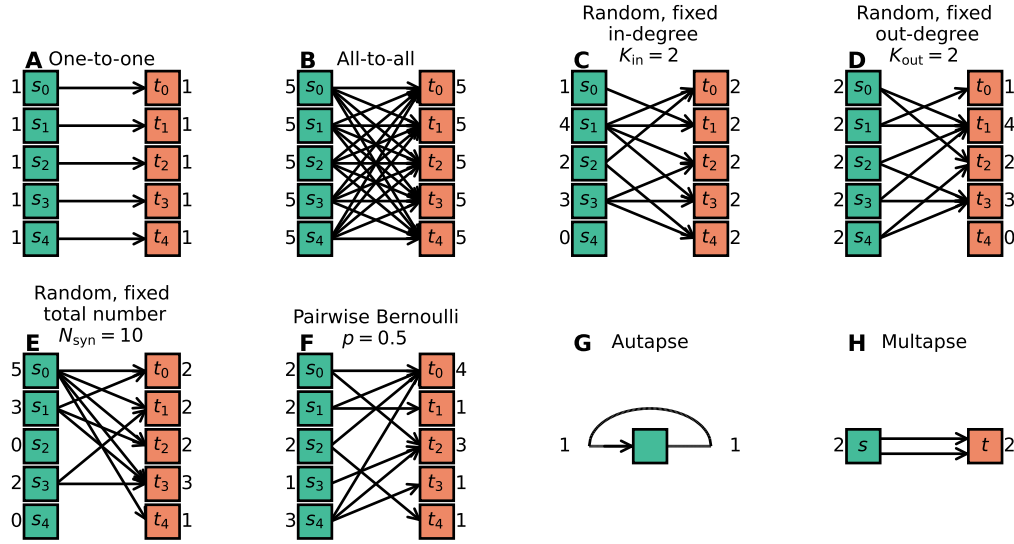 A One-to-one
1 s₀ t₀ 1
1 s₁ t₁ 1
1 s₂ t₂ 1
1 s₃ t₃ 1
1 s₄ t₄ 1
B All-to-all
5 s₀ t₀ 5
5 s₁ t₁ 5
5 s₂ t₂ 5
5 s₃ t₃ 5
5 s₄ t₄ 5
Random, fixed
in-degree
C K_in = 2
1 s₀ t₀ 2
4 s₁ t₁ 2
2 s₂ t₂ 2
3 s₃ t₃ 2
0 s₄ t₄ 2
Random, fixed
out-degree
D K_out = 2
2 s₀ t₀ 1
2 s₁ t₁ 4
2 s₂ t₂ 2
2 s₃ t₃ 3
2 s₄ t₄ 0
Random, fixed
total number
E N_syn = 10
5 s₀ t₀ 2
3 s₁ t₁ 2
0 s₂ t₂ 2
2 s₃ t₃ 3
0 s₄ t₄ 1
Pairwise Bernoulli
F p = 0.5
2 s₀ t₀ 4
2 s₁ t₁ 1
2 s₂ t₂ 3
1 s₃ t₃ 1
3 s₄ t₄ 1
G Autapse
1 1
H Multapse
2 s t 2